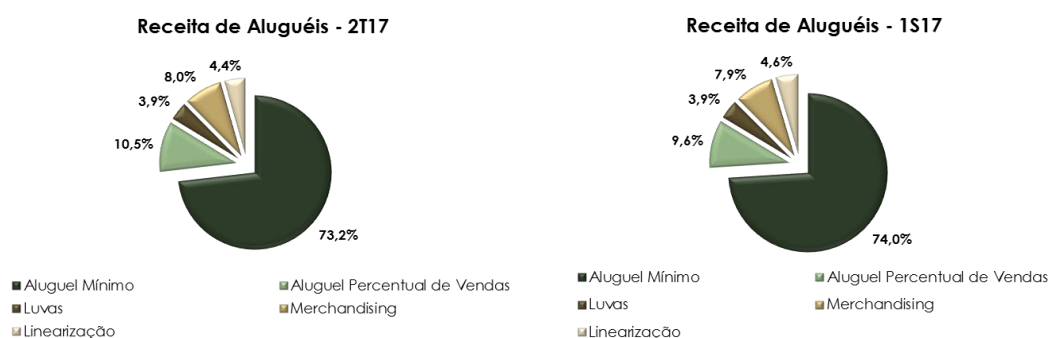 Receita de Aluguéis - 2T17
4,4%
8,0%
3,9%
10,5%
73,2%
Aluguel Mínimo
Aluguel Percentual de Vendas
Luvas
Merchandising
Linearização
Receita de Aluguéis - 1S17
4,6%
7,9%
3,9%
9,6%
74,0%
Aluguel Mínimo
Aluguel Percentual de Vendas
Luvas
Merchandising
Linearização